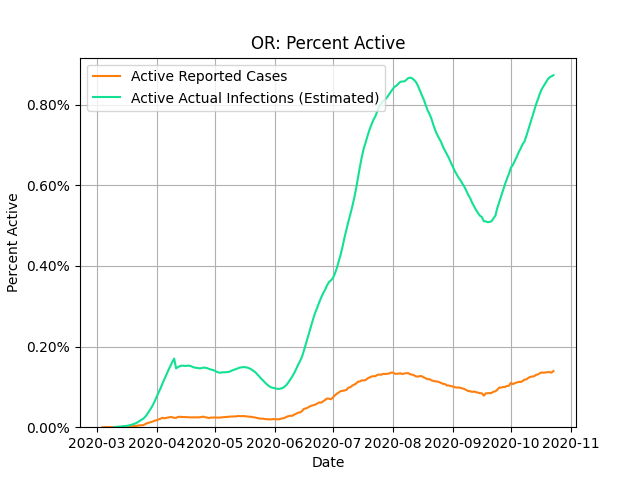 OR: Percent Active
Active Reported Cases
Active Actual Infections (Estimated)
Percent Active
0.80%
0.60%
0.40%
0.20%
0.00%
2020-03 2020-04 2020-05 2020-06 2020-07 2020-08 2020-09 2020-10 2020-11
Date